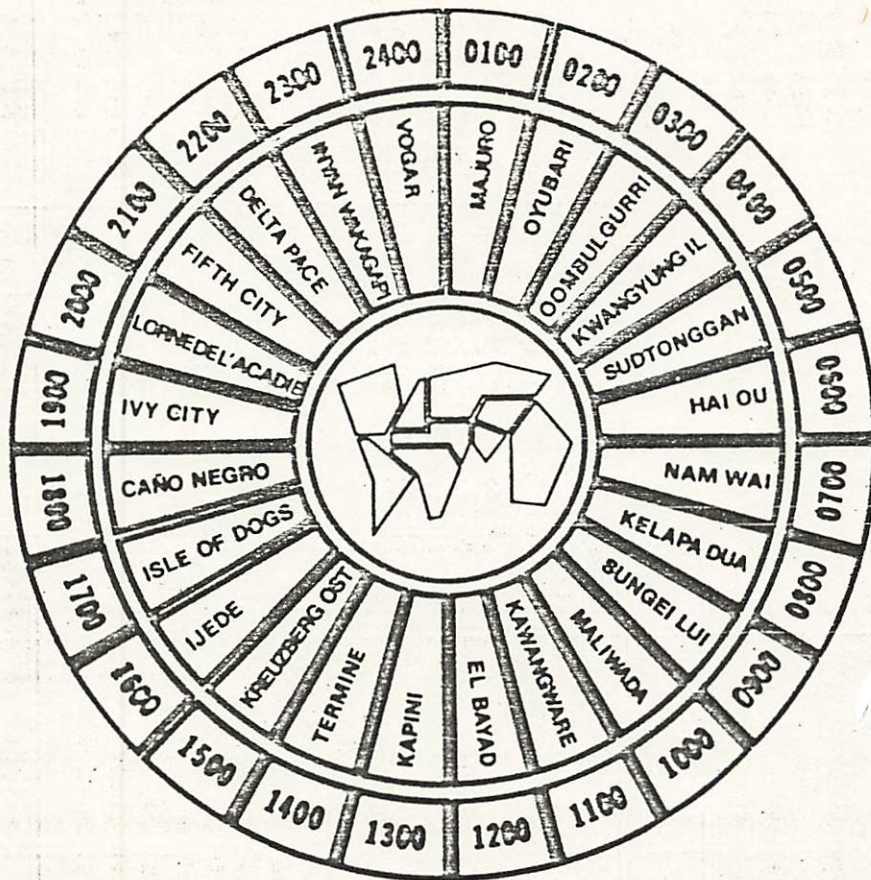 2400
0100
0200
0300
0400
0500
0600
0700
0800
0900
1000
1100
1200
1300
1400
1500
1600
1700
1800
1900
2000
2100
2200
2300
VOGAR
MAJURO
OYUBARI
OOMBULGURRI
KWANGYUNG IL
SUDTONGGAN
HAI OU
NAM WAI
KELAPA DUA
SUNGEI LUI
MALIWADA
KAWANGWARE
EL BAYAD
KAPINI
TERMINE
KREUZBERG OST
IJEDE
ISLE OF DOGS
CAÑO NEGRO
IVY CITY
LORNEDEL'ACADIE
FIFTH CITY
DELTA PACE
INYAN WAKAGAPI